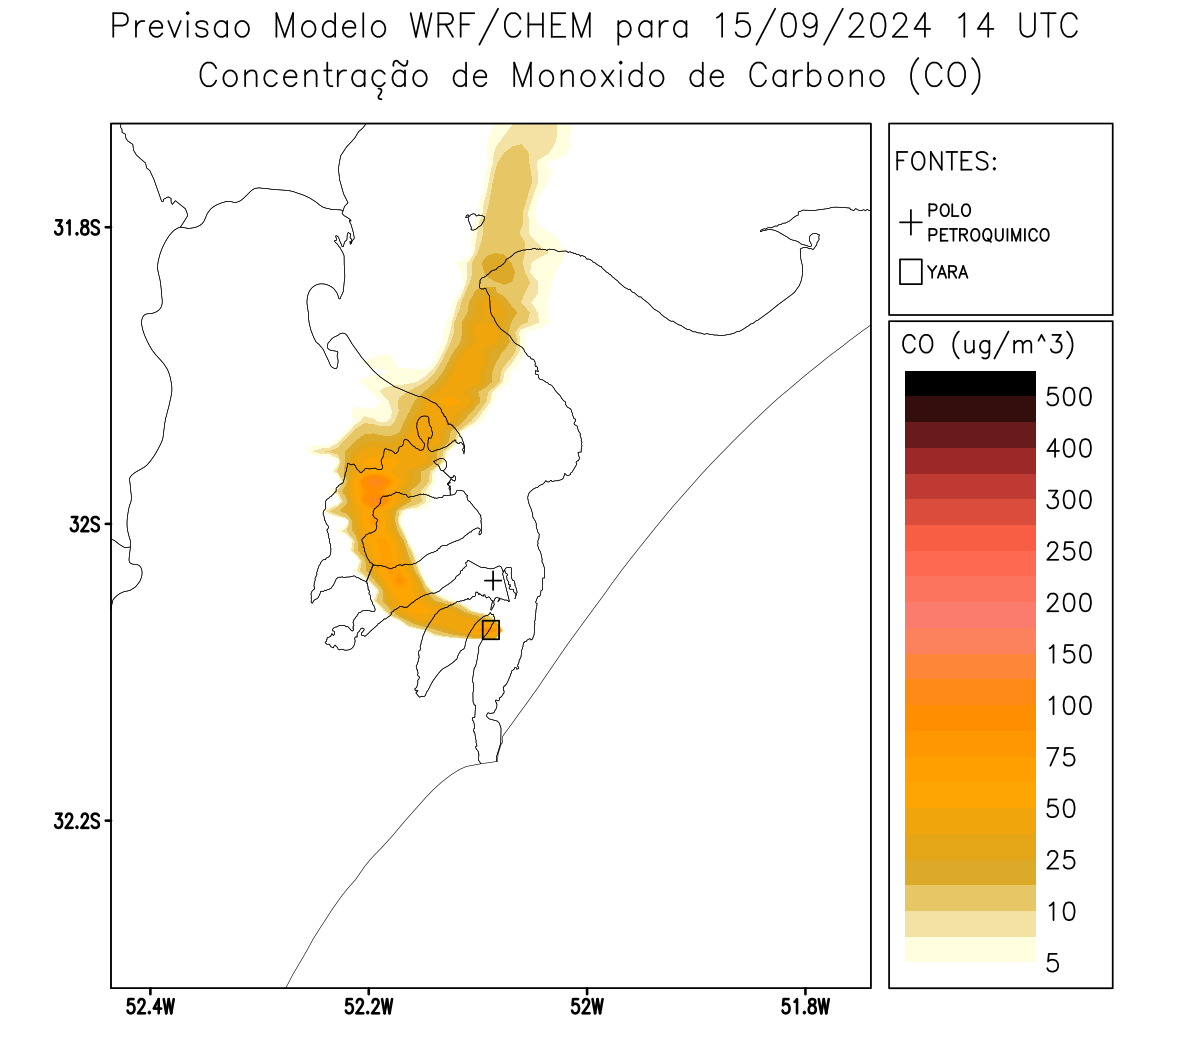 Previsao Modelo WRF/CHEM para 15/09/2024 14 UTC
Concentração de Monoxido de Carbono (CO)
FONTES:
POLO
PETROQUIMICO
YARA
31.8S
32S
32.2S
52.4W
52.2W
52W
51.8W
CO (ug/m^3)
500
400
300
250
200
150
100
75
50
25
10
5